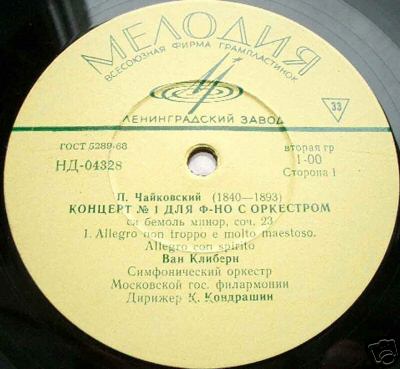 МЕЛОДИЯ
ВСЕСОЮЗНАЯ ФИРМА ГРАМПЛАСТИНОК
ЛЕНИНГРАДСКИЙ ЗАВОД
33
ГОСТ 5289-68
НД-04328
вторая гр
1-00
Сторона 1
П. Чайковский (1840—1893)
КОНЦЕРТ № 1 ДЛЯ Ф-НО С ОРКЕСТРОМ
си бемоль минор, соч. 23
1. Allegro non troppo e molto maestoso.
Allegro con spirito
Ван Клиберн
Симфонический оркестр
Московской гос. филармонии
Дирижер К. Кондрашин